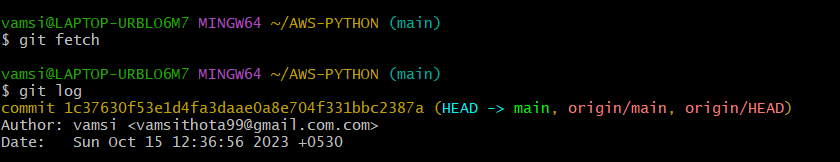 vamsi@LAPTOP-URBLO6M7 MINGW64 ~/AWS-PYTHON (main)
$ git fetch
vamsi@LAPTOP-URBLO6M7 MINGW64 ~/AWS-PYTHON (main)
$ git log
commit 1c37630f53e1d4fa3daae0a8e704f331bbc2387a (HEAD -> main, origin/main, origin/HEAD)
Author: vamsi <vamsithota99@gmail.com.com>
Date:   Sun Oct 15 12:36:56 2023 +0530